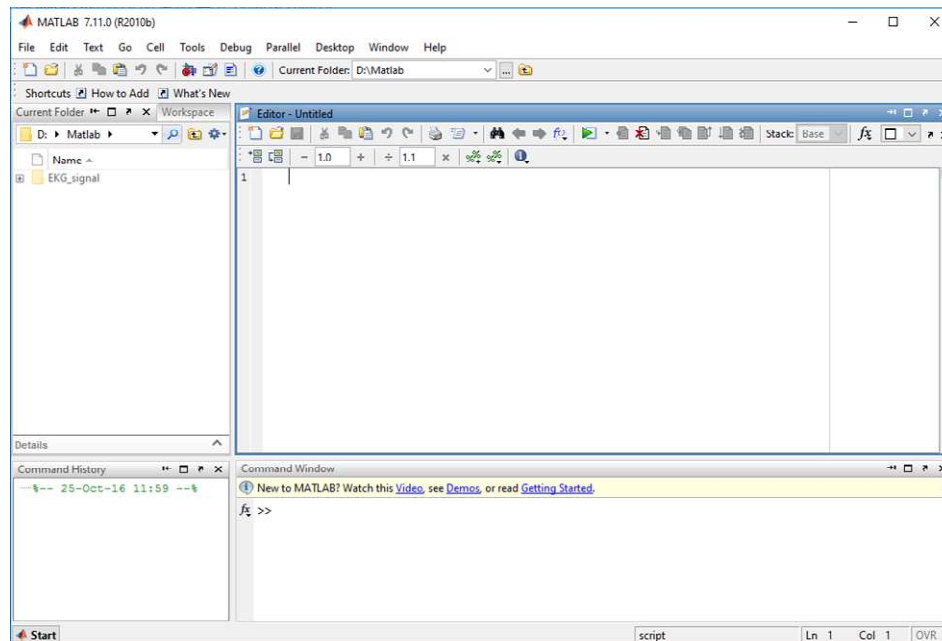 MATLAB 7.11.0 (R2010b)
File Edit Text Go Cell Tools Debug Parallel Desktop Window Help
Current Folder: D:\Matlab
Shortcuts How to Add What's New
Current Folder Workspace
D: Matlab
Name
EKG_signal
Details
Editor - Untitled
Stack: Base fx
- 1.0 + ÷ 1.1 ×
1
Command History
%-- 25-Oct-16 11:59 --%
Command Window
New to MATLAB? Watch this Video, see Demos, or read Getting Started.
fx >>
Start
script Ln 1 Col 1 OVR